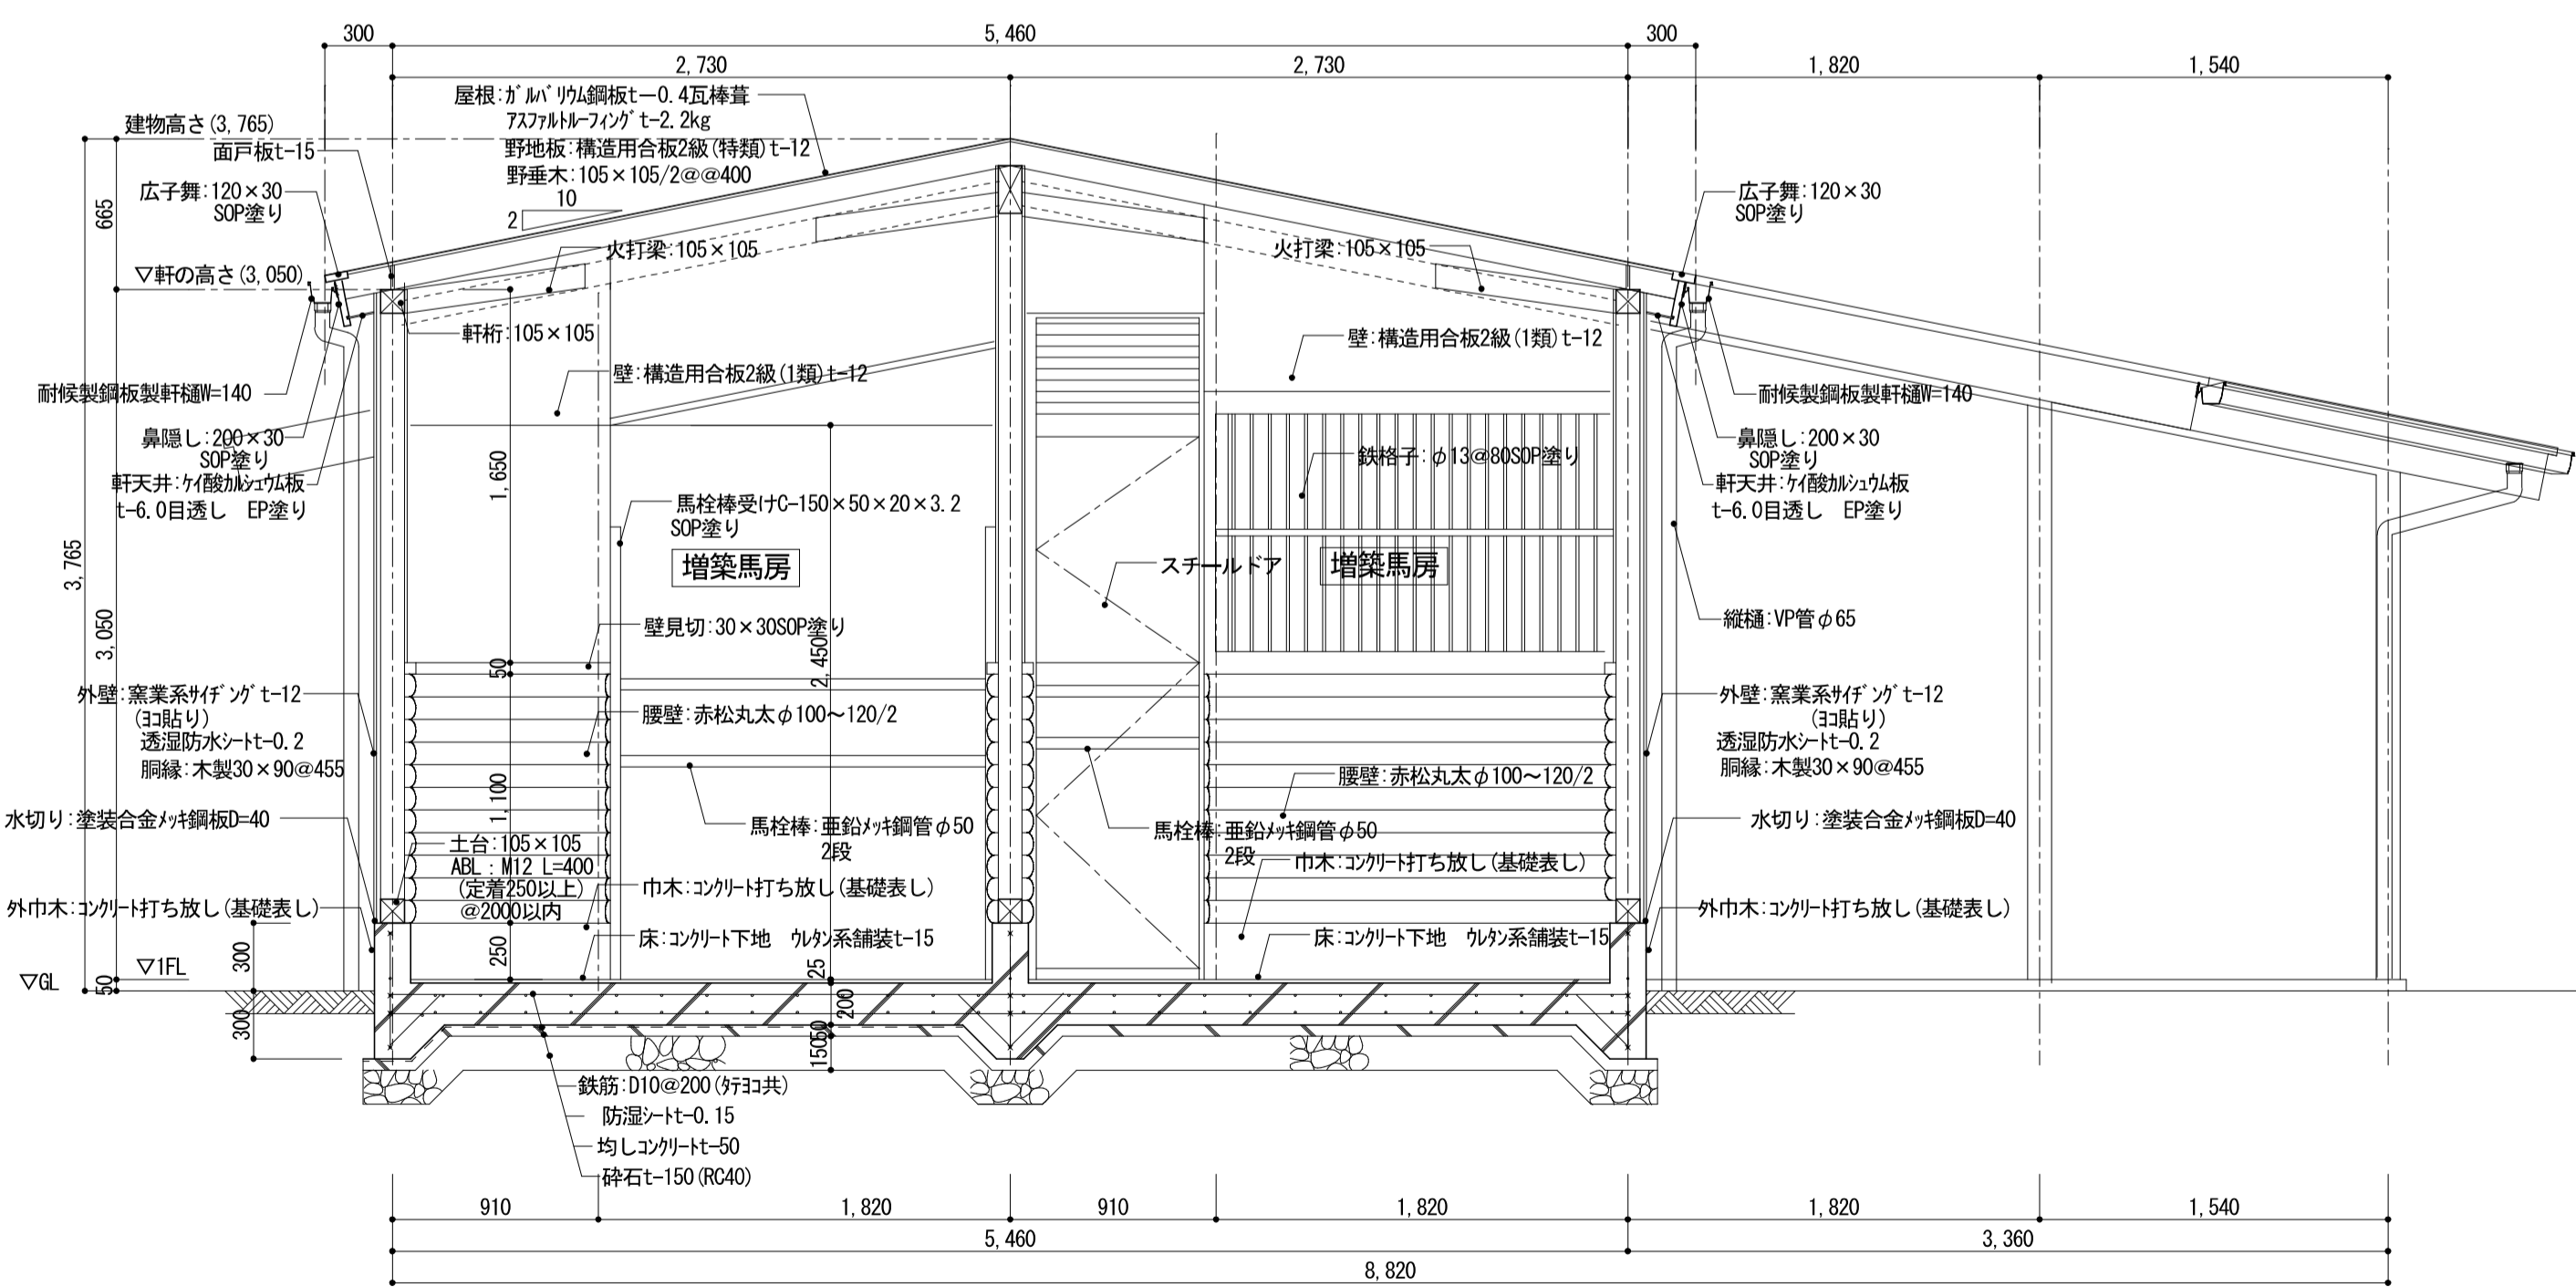 300
5,460
300
2,730
2,730
1,820
1,540
屋根:ガルバリウム鋼板t-0.4瓦棒葺
アスファルトルーフィングt-2.2kg
野地板:構造用合板2級(特類)t-12
野垂木:105×105/2@@400
10
2
建物高さ(3,765)
面戸板t-15
広子舞:120×30
SOP塗り
広子舞:120×30
SOP塗り
665
▽軒の高さ(3,050)
火打梁:105×105
火打梁:105×105
軒桁:105×105
壁:構造用合板2級(1類)t-12
壁:構造用合板2級(1類)t-12
耐候製鋼板製軒樋W=140
耐候製鋼板製軒樋W=140
鼻隠し:200×30
SOP塗り
鼻隠し:200×30
SOP塗り
軒天井:ケイ酸カルシュウム板
t-6.0目透し　EP塗り
軒天井:ケイ酸カルシュウム板
t-6.0目透し　EP塗り
1,650
鉄格子:φ13@80SOP塗り
馬栓棒受けC-150×50×20×3.2
SOP塗り
増築馬房
スチールドア
増築馬房
3,765
3,050
縦樋:VP管φ65
壁見切:30×30SOP塗り
2,450
50
外壁:窯業系サイディングt-12
(ヨコ貼り)
透湿防水シートt-0.2
胴縁:木製30×90@455
外壁:窯業系サイディングt-12
(ヨコ貼り)
透湿防水シートt-0.2
胴縁:木製30×90@455
腰壁:赤松丸太φ100~120/2
腰壁:赤松丸太φ100~120/2
1,100
水切り:塗装合金メッキ鋼板D=40
水切り:塗装合金メッキ鋼板D=40
馬栓棒:亜鉛メッキ鋼管φ50
2段
馬栓棒:亜鉛メッキ鋼管φ50
2段
土台:105×105
ABL：M12 L=400
(定着250以上)
@2000以内
巾木:コンクリート打ち放し(基礎表し)
巾木:コンクリート打ち放し(基礎表し)
外巾木:コンクリート打ち放し(基礎表し)
外巾木:コンクリート打ち放し(基礎表し)
床:コンクリート下地　ウレタン系舗装t-15
床:コンクリート下地　ウレタン系舗装t-15
300
250
25
▽1FL
▽GL
50
300
200
50
150
鉄筋:D10@200(タテヨコ共)
防湿シートt-0.15
均しコンクリートt-50
砕石t-150(RC40)
910
1,820
910
1,820
1,820
1,540
5,460
3,360
8,820